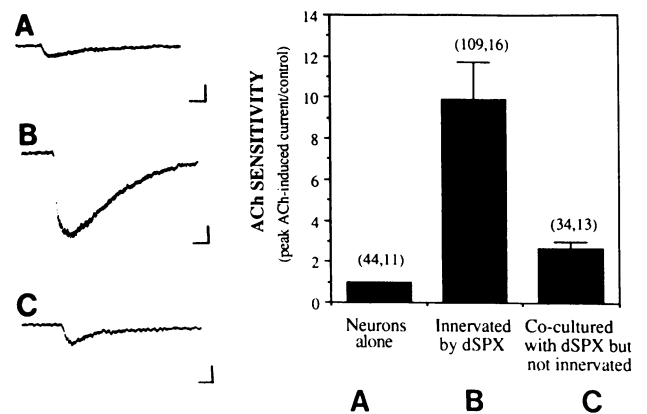 A
B
C
ACh SENSITIVITY
(peak ACh-induced current/control)
14
12
10
8
6
4
2
0
(44,11)
(109,16)
(34,13)
Neurons
alone
Innervated
by dSPX
Co-cultured
with dSPX but
not innervated
A
B
C